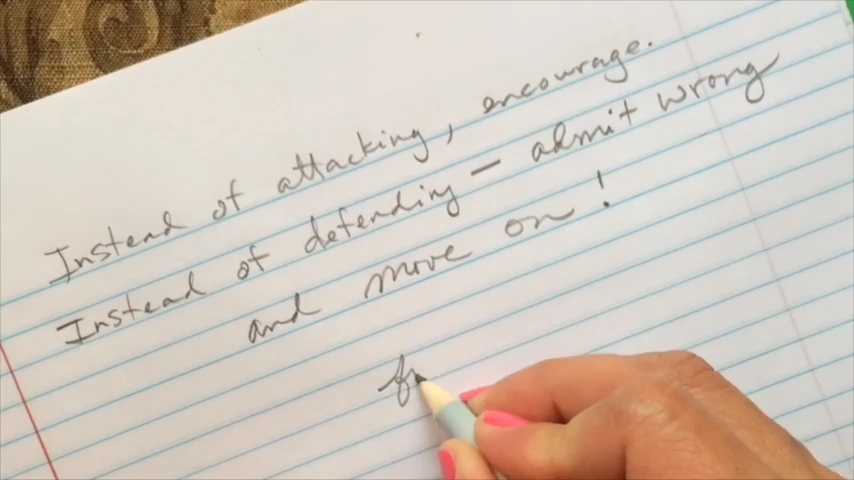 Instead of attacking, encourage.
Instead of defending — admit wrong
and move on!